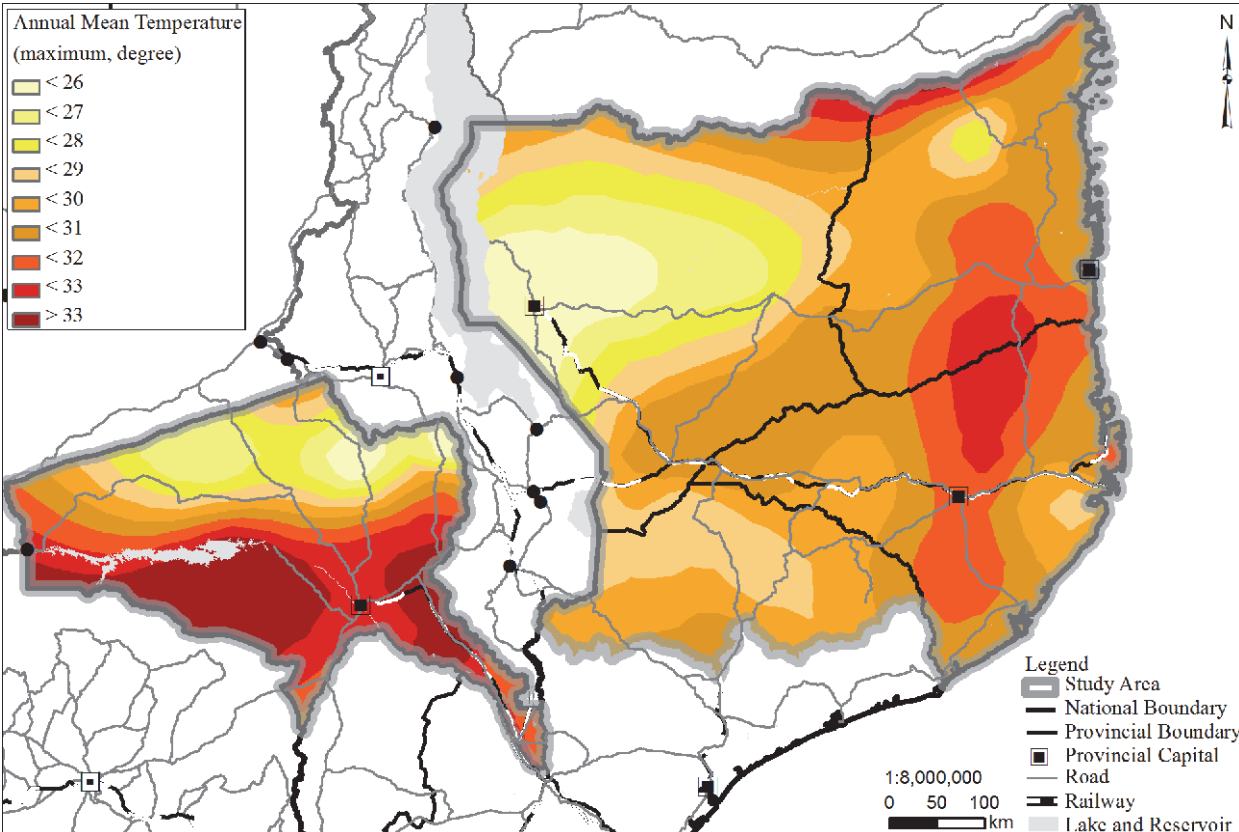 Annual Mean Temperature
(maximum, degree)
< 26
< 27
< 28
< 29
< 30
< 31
< 32
< 33
> 33
N
Legend
Study Area
National Boundary
Provincial Boundary
Provincial Capital
Road
Railway
Lake and Reservoir
1:8,000,000
0 50 100
km